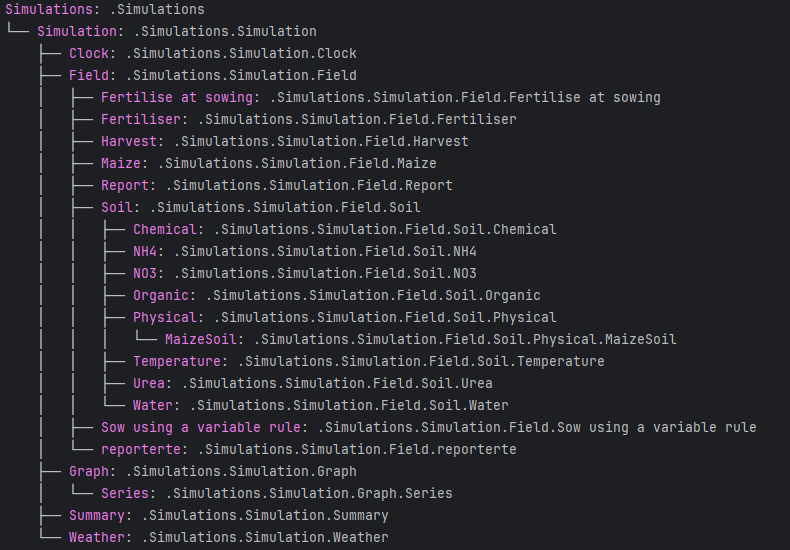 Simulations: .Simulations
└── Simulation: .Simulations.Simulation
    ├── Clock: .Simulations.Simulation.Clock
    ├── Field: .Simulations.Simulation.Field
    │   ├── Fertilise at sowing: .Simulations.Simulation.Field.Fertilise at sowing
    │   ├── Fertiliser: .Simulations.Simulation.Field.Fertiliser
    │   ├── Harvest: .Simulations.Simulation.Field.Harvest
    │   ├── Maize: .Simulations.Simulation.Field.Maize
    │   ├── Report: .Simulations.Simulation.Field.Report
    │   ├── Soil: .Simulations.Simulation.Field.Soil
    │   │   ├── Chemical: .Simulations.Simulation.Field.Soil.Chemical
    │   │   ├── NH4: .Simulations.Simulation.Field.Soil.NH4
    │   │   ├── NO3: .Simulations.Simulation.Field.Soil.NO3
    │   │   ├── Organic: .Simulations.Simulation.Field.Soil.Organic
    │   │   ├── Physical: .Simulations.Simulation.Field.Soil.Physical
    │   │   │   └── MaizeSoil: .Simulations.Simulation.Field.Soil.Physical.MaizeSoil
    │   │   ├── Temperature: .Simulations.Simulation.Field.Soil.Temperature
    │   │   ├── Urea: .Simulations.Simulation.Field.Soil.Urea
    │   │   └── Water: .Simulations.Simulation.Field.Soil.Water
    │   ├── Sow using a variable rule: .Simulations.Simulation.Field.Sow using a variable rule
    │   └── reporterte: .Simulations.Simulation.Field.reporterte
    ├── Graph: .Simulations.Simulation.Graph
    │   └── Series: .Simulations.Simulation.Graph.Series
    ├── Summary: .Simulations.Simulation.Summary
    └── Weather: .Simulations.Simulation.Weather